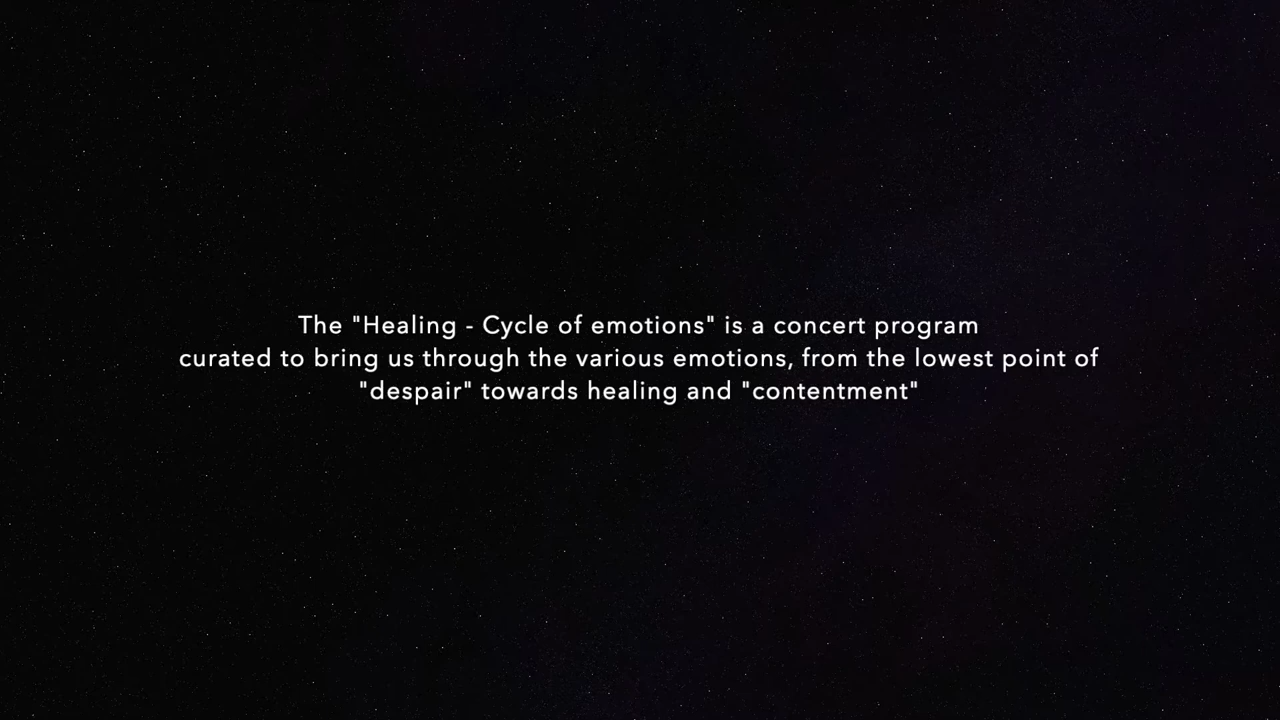 The "Healing - Cycle of emotions" is a concert program
curated to bring us through the various emotions, from the lowest point of
"despair" towards healing and "contentment"